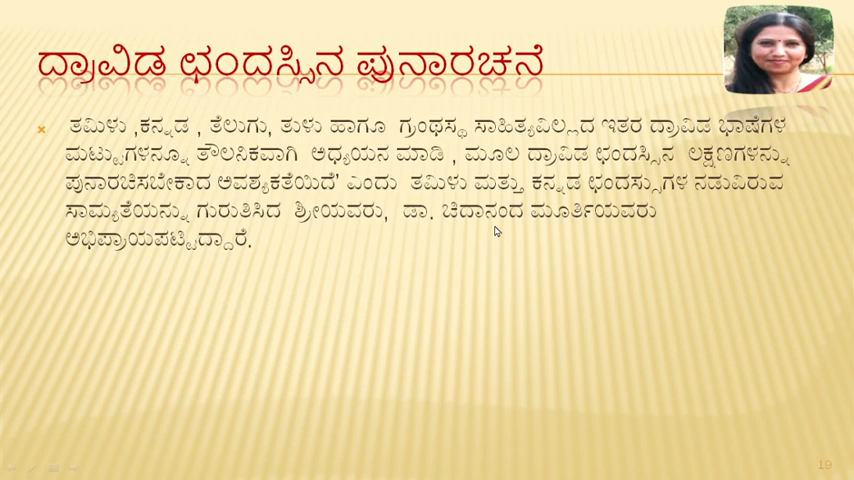 ದ್ರಾವಿಡ ಛಂದಸ್ಸಿನ ಪುನಾರಚನೆ
ತಮಿಳು ,ಕನ್ನಡ , ತೆಲುಗು, ತುಳು ಹಾಗೂ ಗ್ರಂಥಸ್ಥ ಸಾಹಿತ್ಯವಿಲ್ಲದ ಇತರ ದ್ರಾವಿಡ ಭಾಷೆಗಳ
ಮಟ್ಟುಗಳನ್ನೂ ತೌಲನಿಕವಾಗಿ ಅಧ್ಯಯನ ಮಾಡಿ , ಮೂಲ ದ್ರಾವಿಡ ಛಂದಸ್ಸಿನ ಲಕ್ಷಣಗಳನ್ನು
ಪುನಾರಚಿಸಬೇಕಾದ ಅವಶ್ಯಕತೆಯಿದೆ' ಎಂದು ತಮಿಳು ಮತ್ತು ಕನ್ನಡ ಛಂದಸ್ಸುಗಳ ನಡುವಿರುವ
ಸಾಮ್ಯತೆಯನ್ನು ಗುರುತಿಸಿದ ಶ್ರೀಯವರು, ಡಾ. ಚಿದಾನಂದ ಮೂರ್ತಿಯವರು
ಅಭಿಪ್ರಾಯಪಟ್ಟಿದ್ದಾರೆ.
19